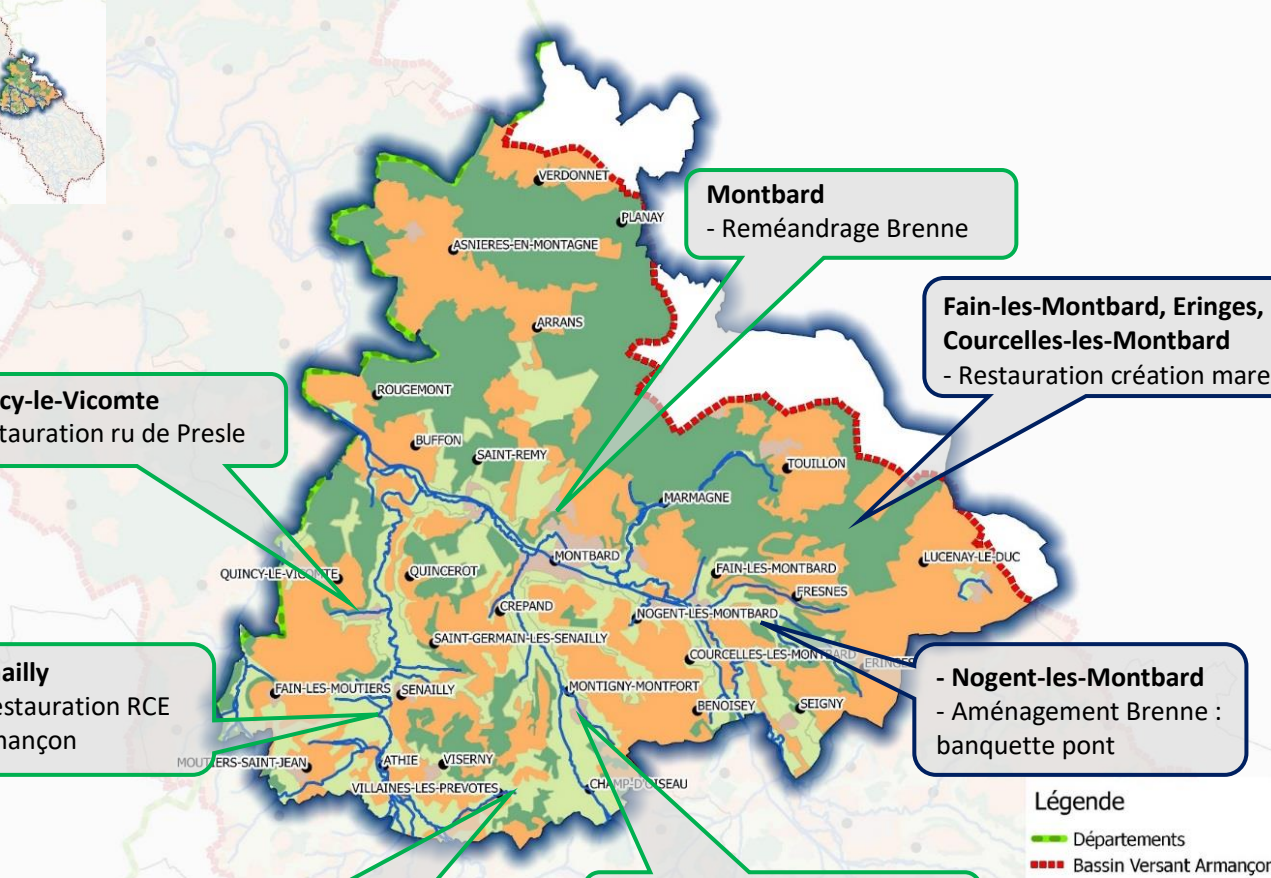 VERDONNET
PLANAY
ASNIERES-EN-MONTAGNE
ARRANS
ROUGEMONT
BUFFON
SAINT-REMY
TOUILLON
MARMAGNE
MONTBARD
LUCENAY-LE-DUC
QUINCY-LE-VICOMTE
QUINCEROT
FAIN-LES-MONTBARD
FRESNES
CREPAND
NOGENT-LES-MONTBARD
SAINT-GERMAIN-LES-SENAILLY
COURCELLES-LES-MONTBARD
ERINGES
FAIN-LES-MOUTIERS
SENAILLY
MONTIGNY-MONTFORT
BENOISEY
SEIGNY
MOUTIERS-SAINT-JEAN
ATHIE
VISERNY
VILLAINES-LES-PREVOTES
CHAMP-D'OISEAU
Montbard
- Reméandrage Brenne
Fain-les-Montbard, Eringes,
Courcelles-les-Montbard
- Restauration création mare
cy-le-Vicomte
tauration ru de Presle
ailly
estauration RCE
mançon
- Nogent-les-Montbard
- Aménagement Brenne :
banquette pont
Légende
Départements
Bassin Versant Armançon